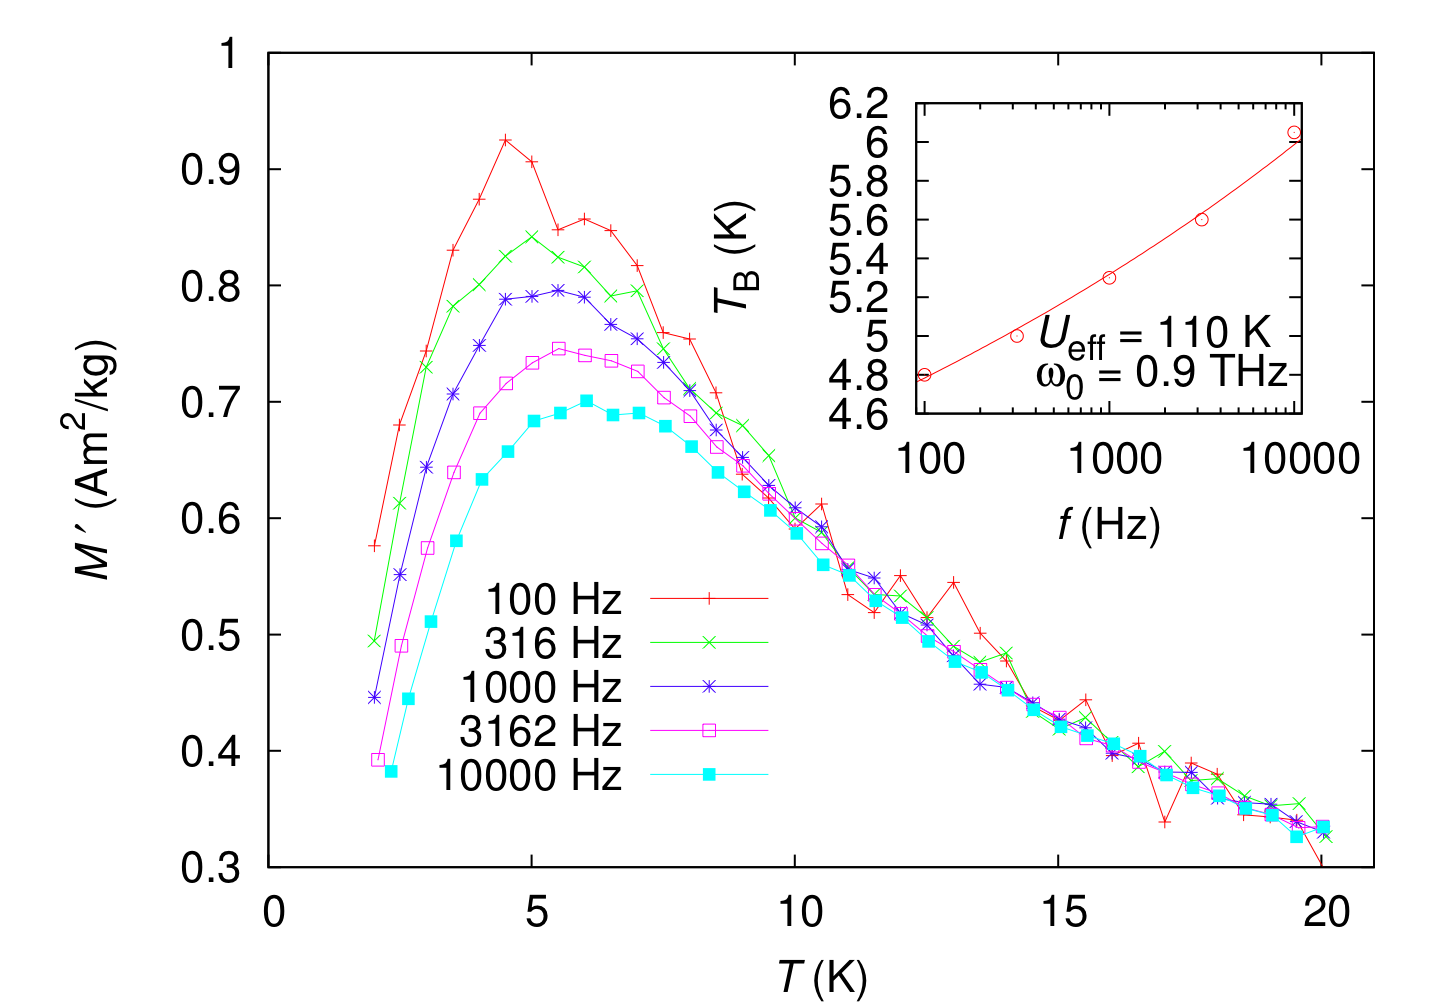 1
0.9
0.8
0.7
0.6
0.5
0.4
0.3
M ′ (Am²/kg)
0 5 10 15 20
T (K)
100 Hz
316 Hz
1000 Hz
3162 Hz
10000 Hz
6.2
6
5.8
5.6
5.4
5.2
5
4.8
4.6
T_B (K)
U_eff = 110 K
ω₀ = 0.9 THz
100 1000 10000
f (Hz)